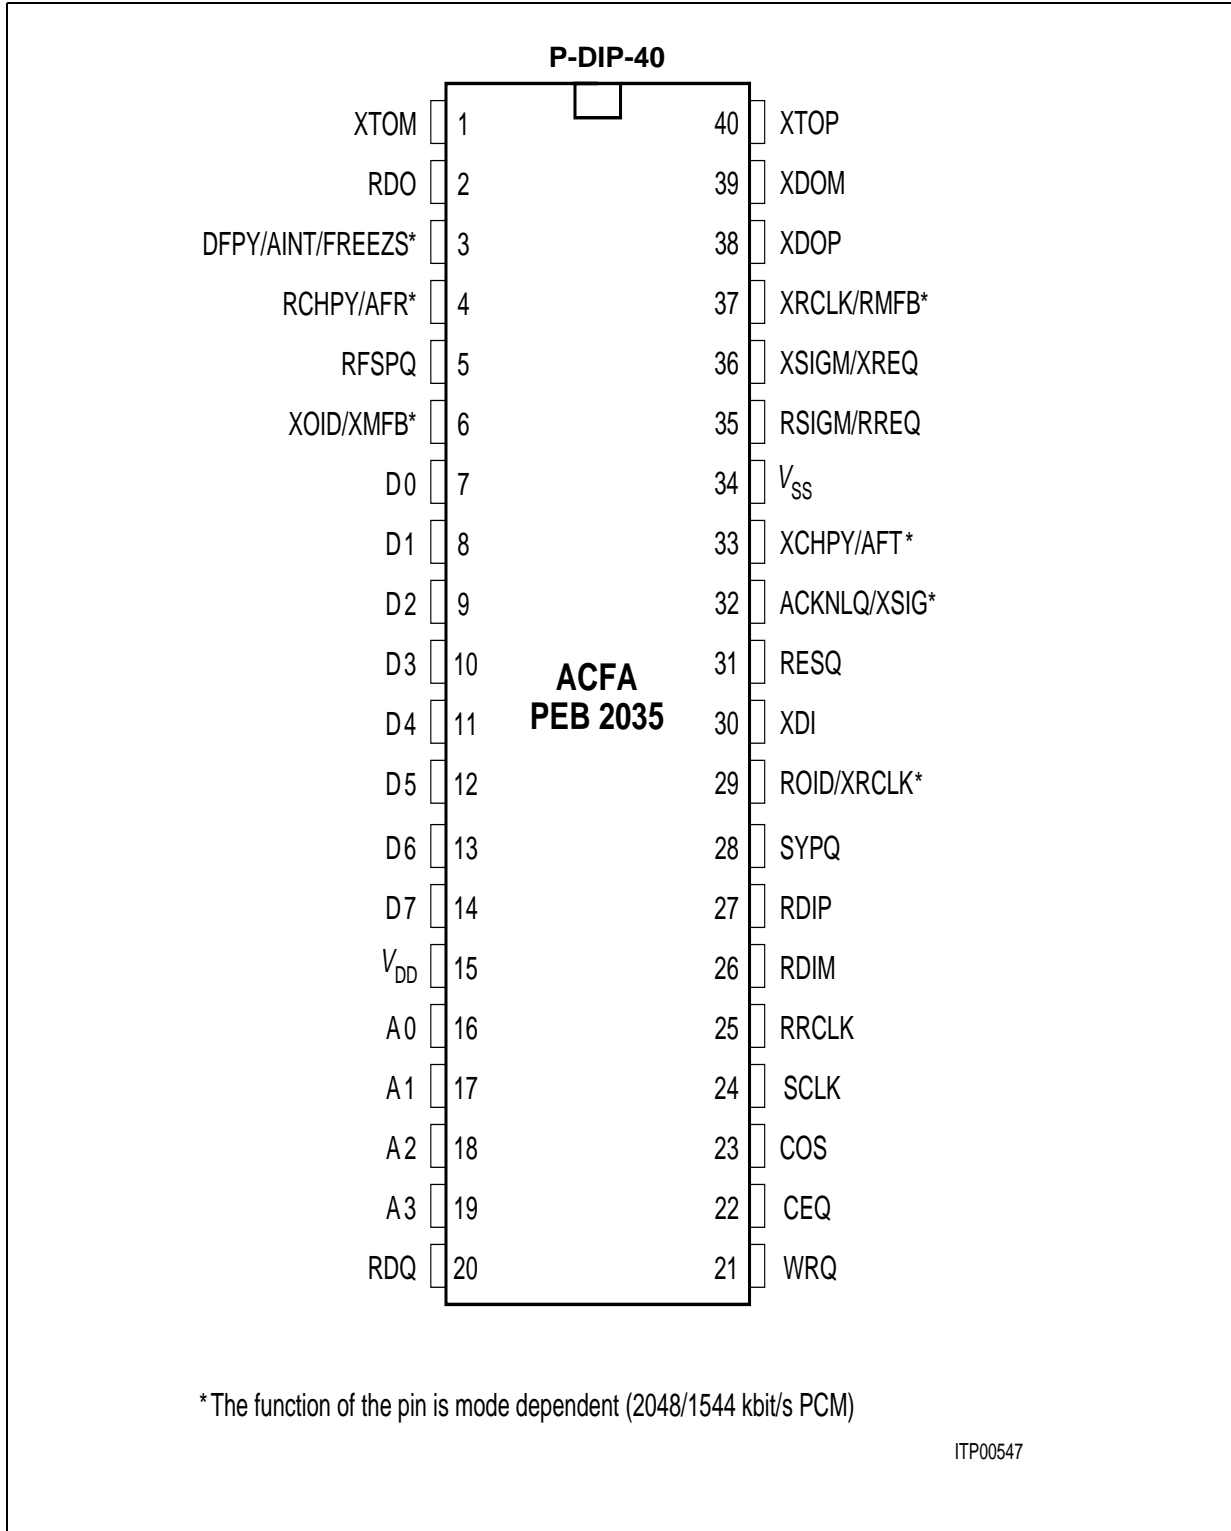 P-DIP-40
XTOM 1 40 XTOP
RDO 2 39 XDOM
DFPY/AINT/FREEZS* 3 38 XDOP
RCHPY/AFR* 4 37 XRCLK/RMFB*
RFSPQ 5 36 XSIGM/XREQ
XOID/XMFB* 6 35 RSIGM/RREQ
D0 7 34 VSS
D1 8 33 XCHPY/AFT*
D2 9 32 ACKNLQ/XSIG*
D3 10 31 RESQ
ACFA
D4 11 30 XDI
PEB 2035
D5 12 29 ROID/XRCLK*
D6 13 28 SYPQ
D7 14 27 RDIP
VDD 15 26 RDIM
A0 16 25 RRCLK
A1 17 24 SCLK
A2 18 23 COS
A3 19 22 CEQ
RDQ 20 21 WRQ
* The function of the pin is mode dependent (2048/1544 kbit/s PCM)
ITP00547